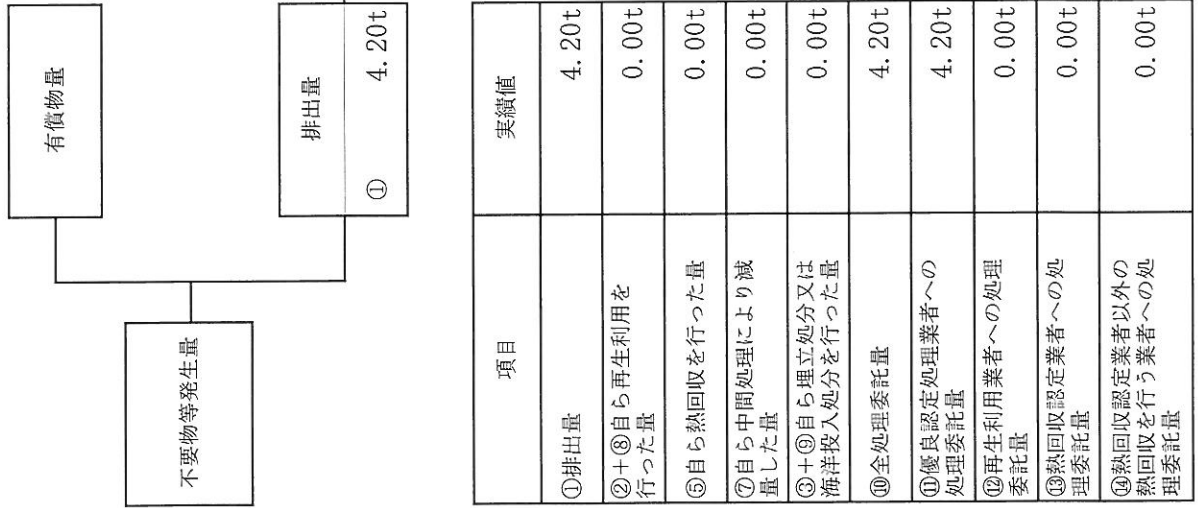 不要物等発生量
有償物量
排出量
① 4.20t
項目 実績値
①排出量 4.20t
②＋⑧自ら再生利用を
行った量 0.00t
⑤自ら熱回収を行った量 0.00t
⑦自ら中間処理により減
量した量 0.00t
③＋⑨自ら埋立処分又は
海洋投入処分を行った量 0.00t
⑩全処理委託量 4.20t
⑪優良認定処理業者への
処理委託量 4.20t
⑫再生利用業者への処理
委託量 0.00t
⑬熱回収認定業者への処
理委託量 0.00t
⑭熱回収認定業者以外の
熱回収を行う業者への処
理委託量 0.00t